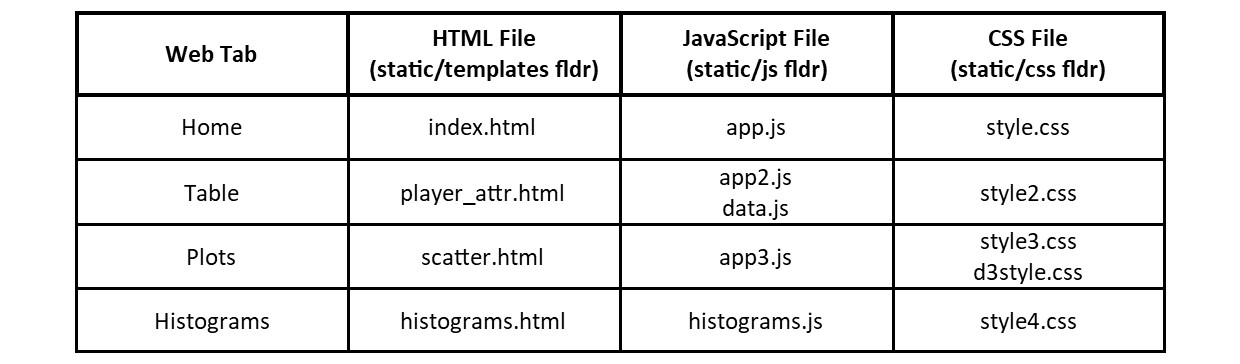 Web Tab
HTML File
(static/templates fldr)
JavaScript File
(static/js fldr)
CSS File
(static/css fldr)
Home
index.html
app.js
style.css
Table
player_attr.html
app2.js
data.js
style2.css
Plots
scatter.html
app3.js
style3.css
d3style.css
Histograms
histograms.html
histograms.js
style4.css